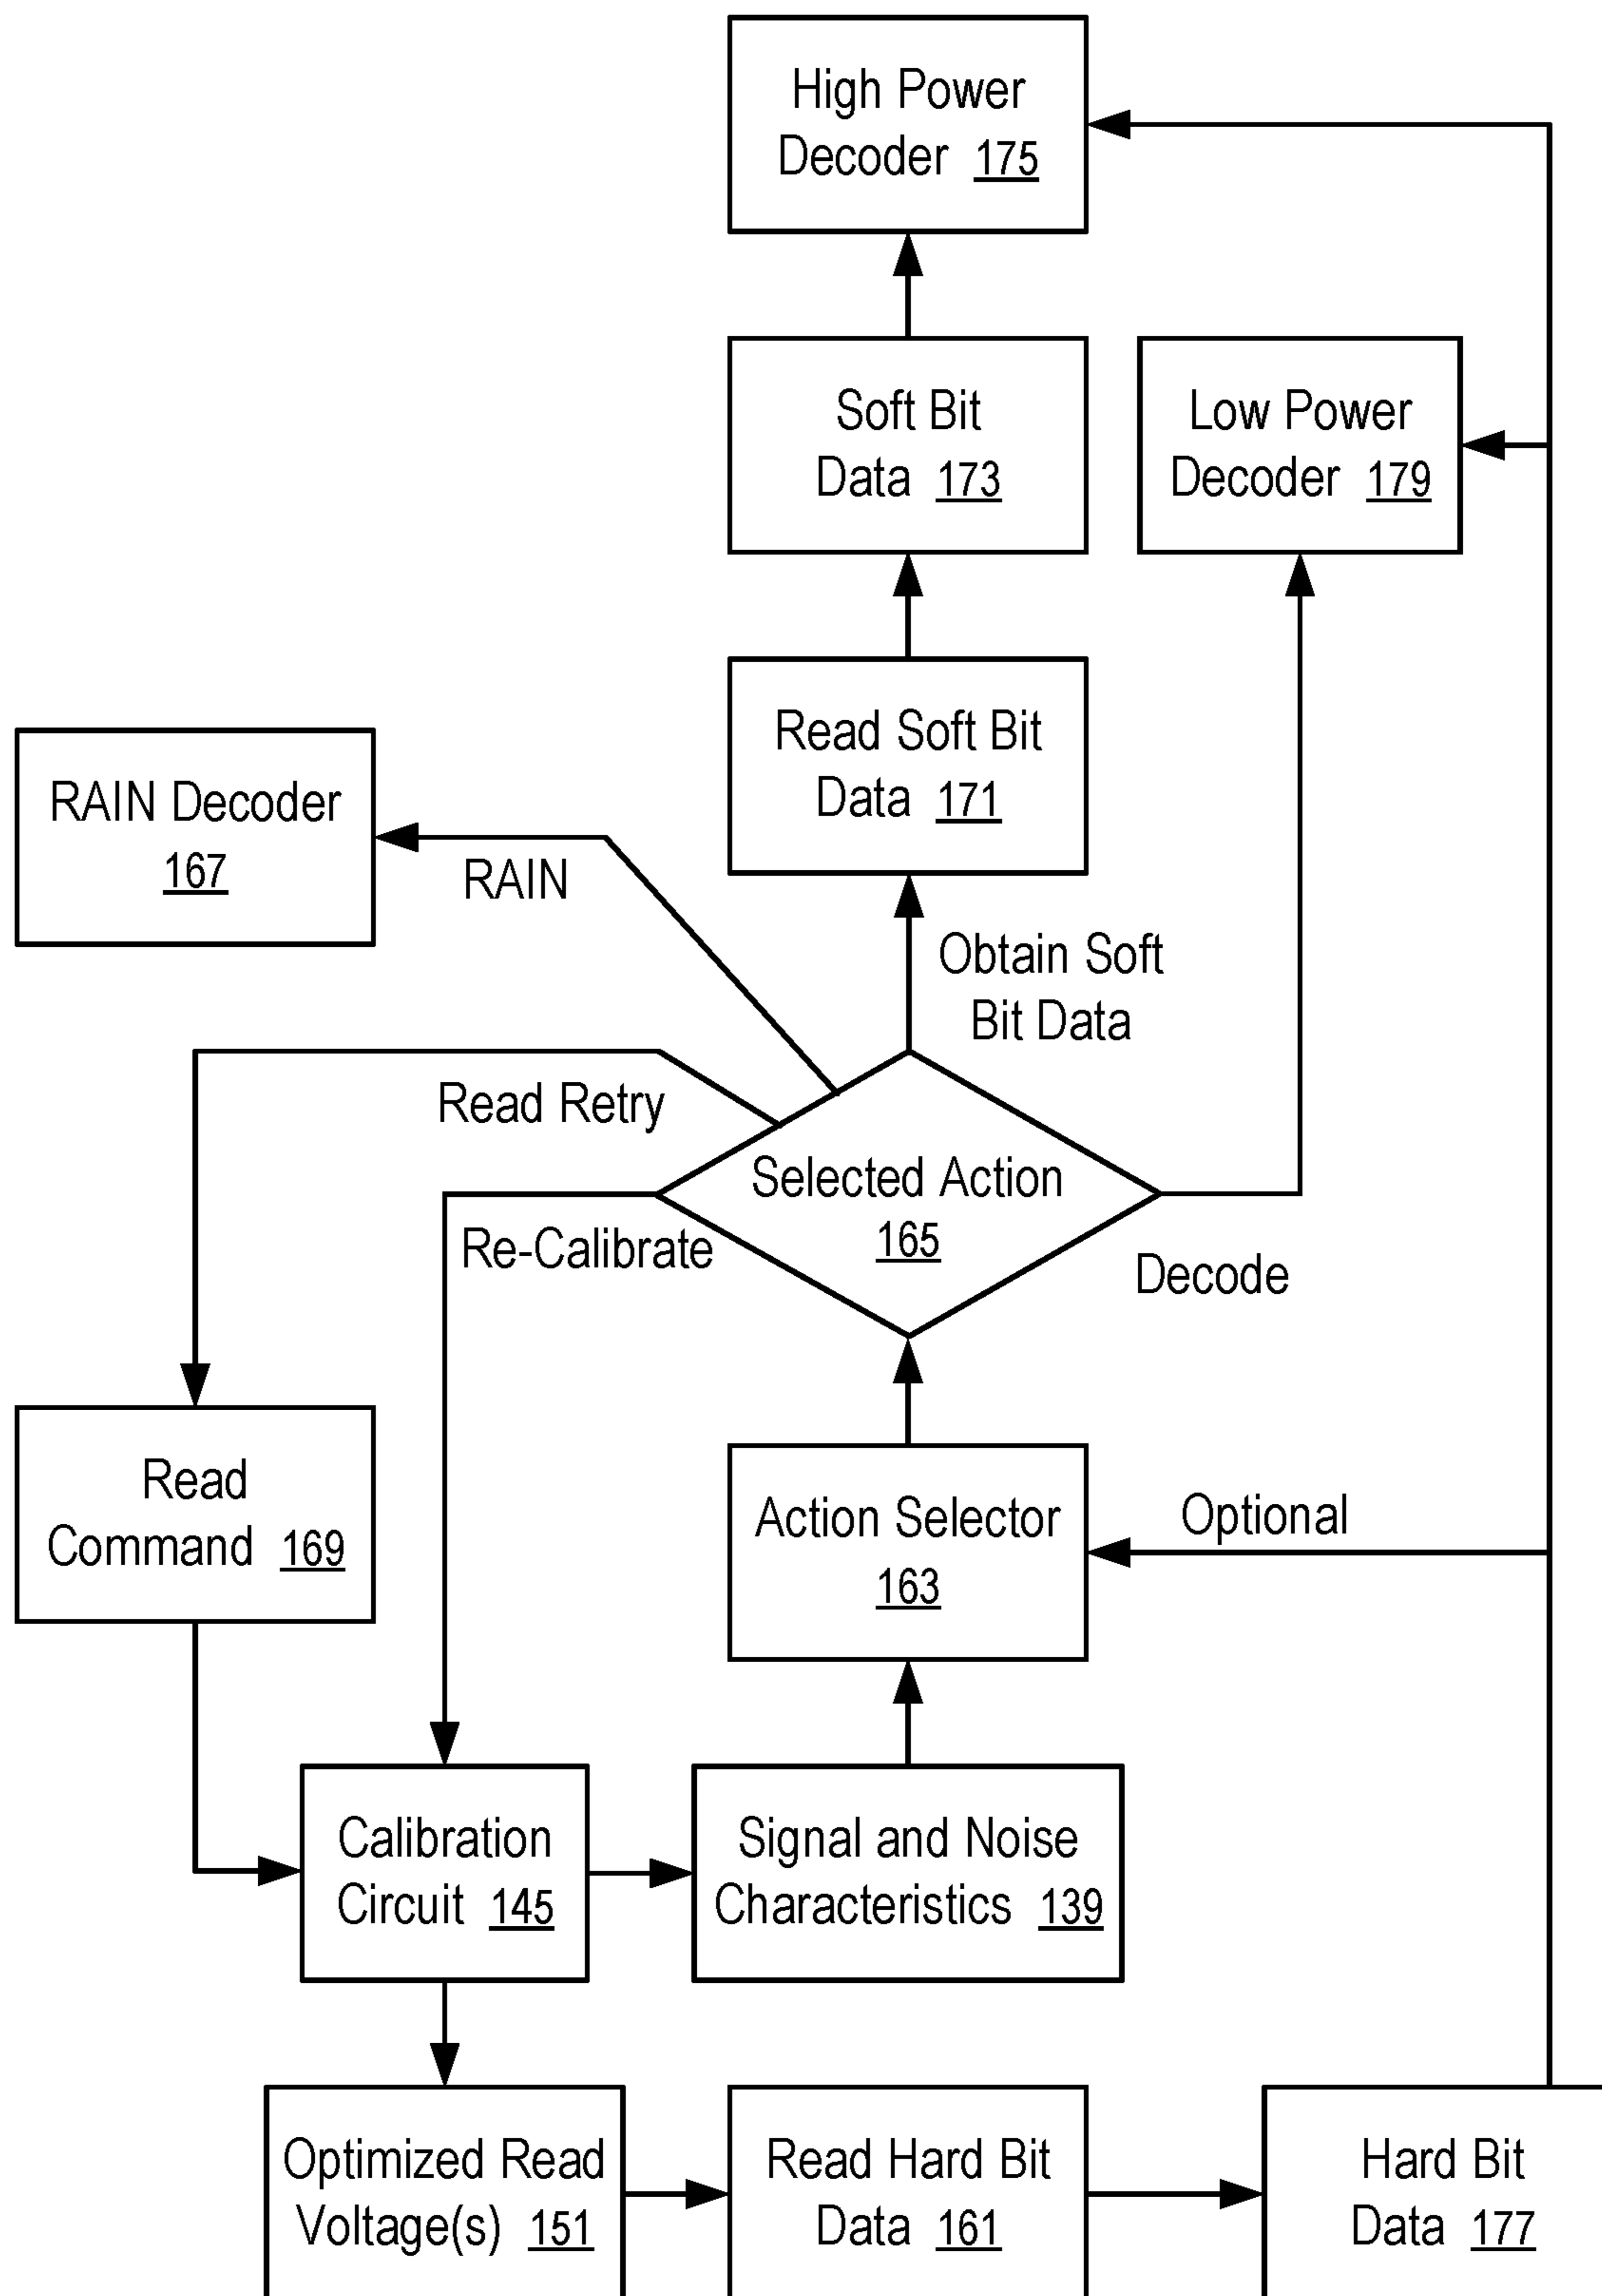 High Power
Decoder 175
Soft Bit
Data 173
Low Power
Decoder 179
Read Soft Bit
Data 171
RAIN Decoder
167
RAIN
Obtain Soft
Bit Data
Read Retry
Selected Action
165
Re-Calibrate
Decode
Read
Command 169
Action Selector
163
Optional
Calibration
Circuit 145
Signal and Noise
Characteristics 139
Optimized Read
Voltage(s) 151
Read Hard Bit
Data 161
Hard Bit
Data 177